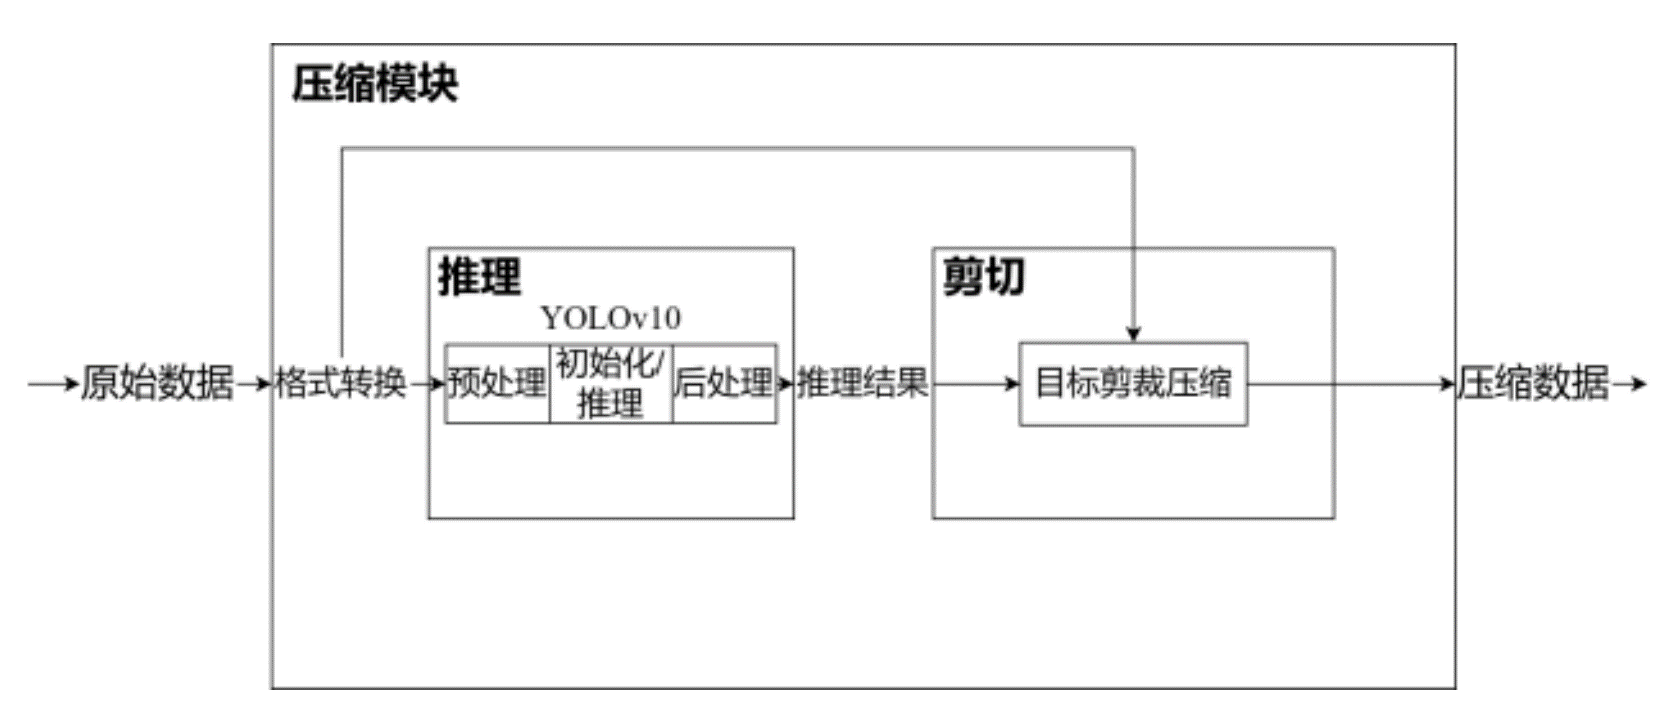 压缩模块
推理
YOLOv10
剪切
原始数据
格式转换
预处理
初始化/
推理
后处理
推理结果
目标剪裁压缩
压缩数据